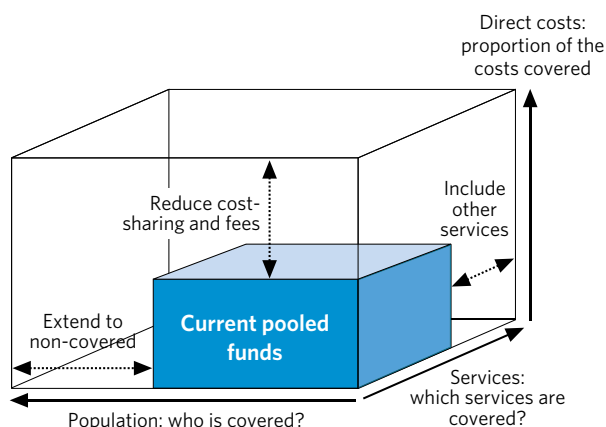 Direct costs:
proportion of the
costs covered
Reduce cost-
sharing and fees
Include
other
services
Extend to
non-covered
Current pooled
funds
Services:
which services are
covered?
Population: who is covered?